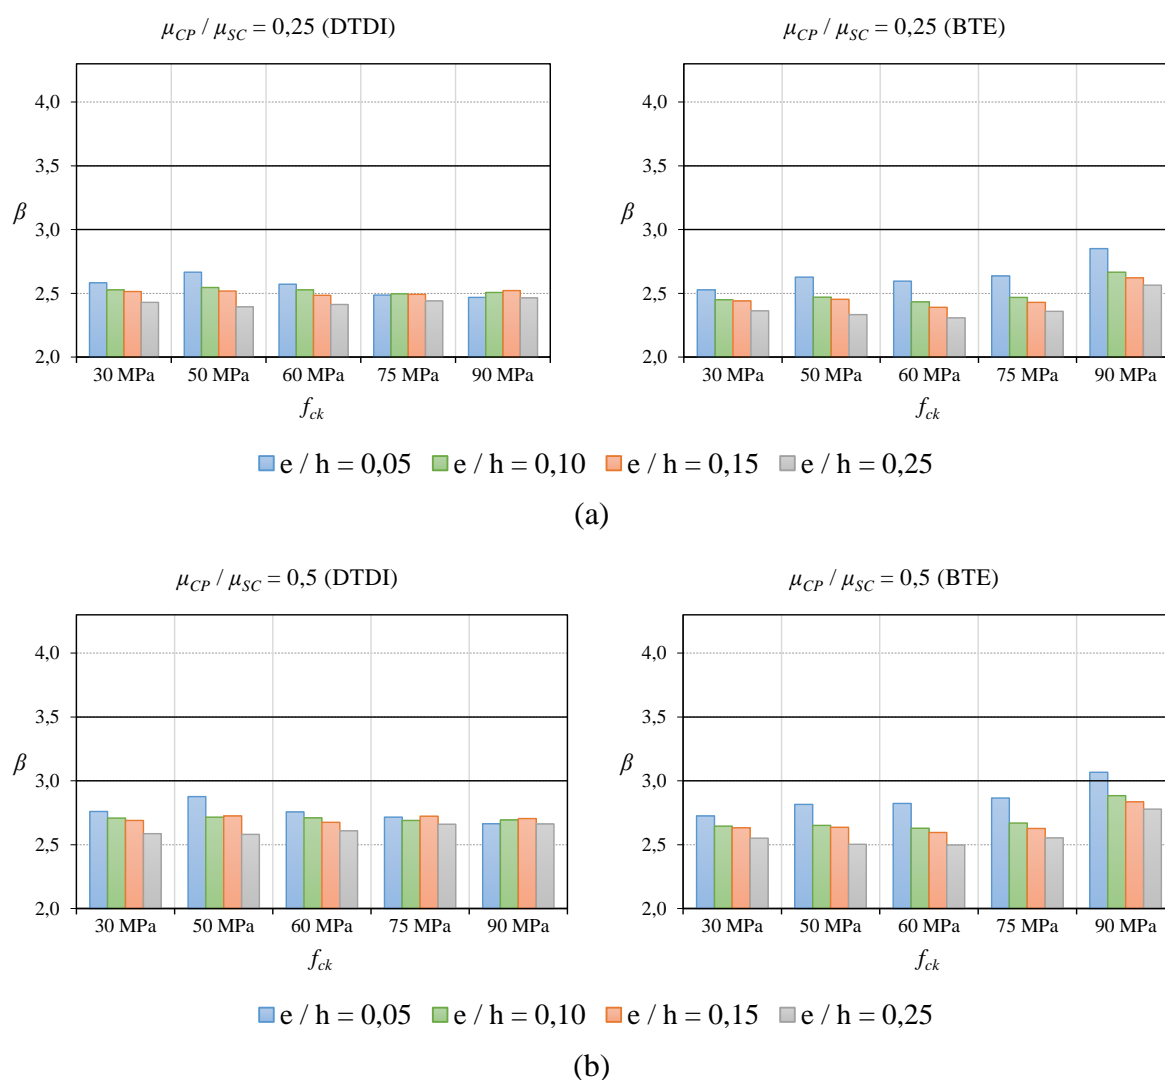 μCP / μSC = 0,25 (DTDI)
4,0
3,5
β
3,0
2,5
2,0
30 MPa 50 MPa 60 MPa 75 MPa 90 MPa
fck
μCP / μSC = 0,25 (BTE)
4,0
3,5
β
3,0
2,5
2,0
30 MPa 50 MPa 60 MPa 75 MPa 90 MPa
fck
e / h = 0,05 e / h = 0,10 e / h = 0,15 e / h = 0,25
(a)
μCP / μSC = 0,5 (DTDI)
4,0
3,5
β
3,0
2,5
2,0
30 MPa 50 MPa 60 MPa 75 MPa 90 MPa
fck
μCP / μSC = 0,5 (BTE)
4,0
3,5
β
3,0
2,5
2,0
30 MPa 50 MPa 60 MPa 75 MPa 90 MPa
fck
e / h = 0,05 e / h = 0,10 e / h = 0,15 e / h = 0,25
(b)